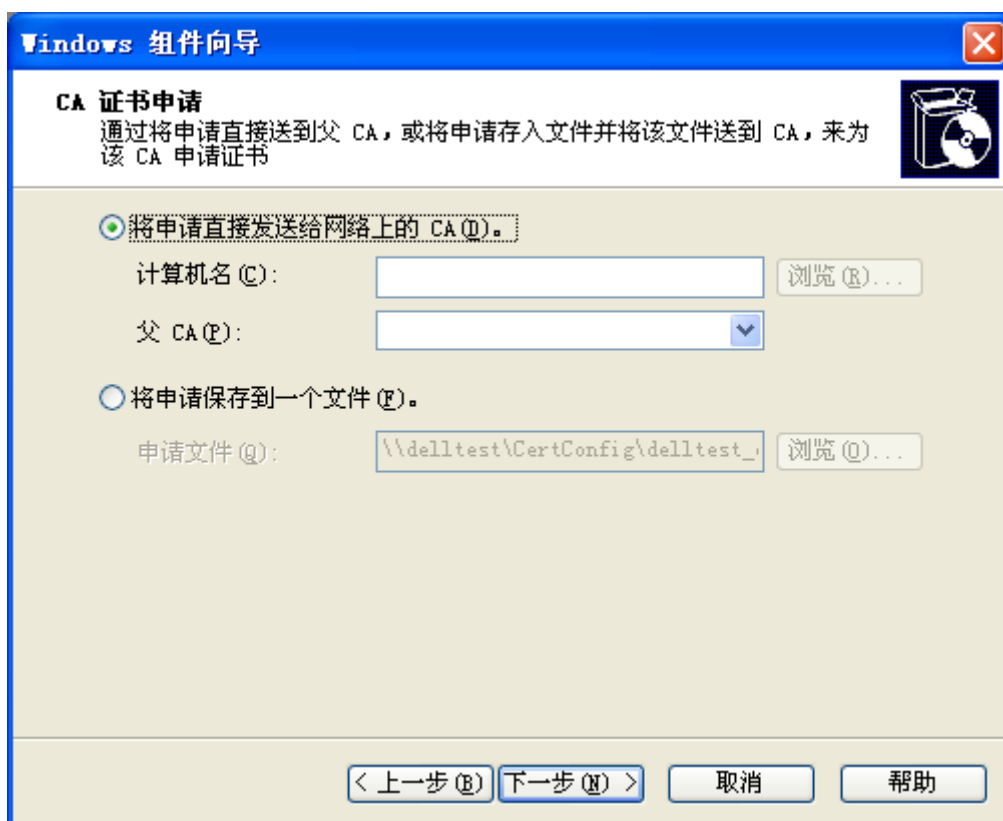 Windows 组件向导
CA 证书申请
通过将申请直接送到父 CA，或将申请存入文件并将该文件送到 CA，来为
该 CA 申请证书
将申请直接发送给网络上的 CA(D)。
计算机名(C)： 浏览(R)...
父 CA(P)：
将申请保存到一个文件(F)。
申请文件(Q)： \\delltest\CertConfig\delltest_ 浏览(O)...
< 上一步(B) 下一步(N) > 取消 帮助